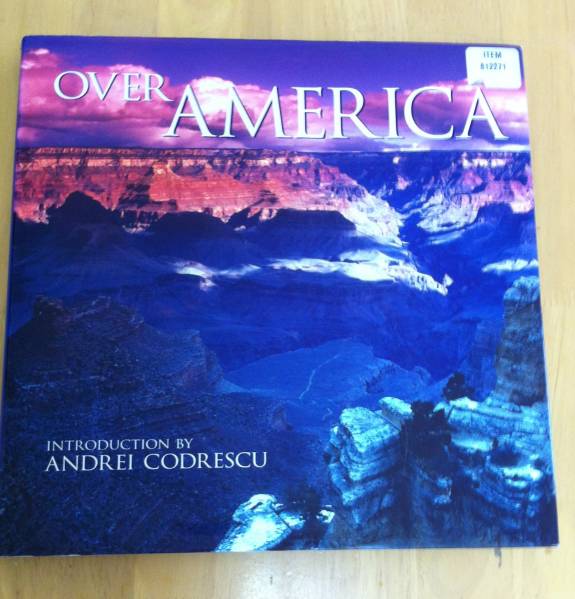 ITEM
812271
OVER
AMERICA
INTRODUCTION BY
ANDREI CODRESCU